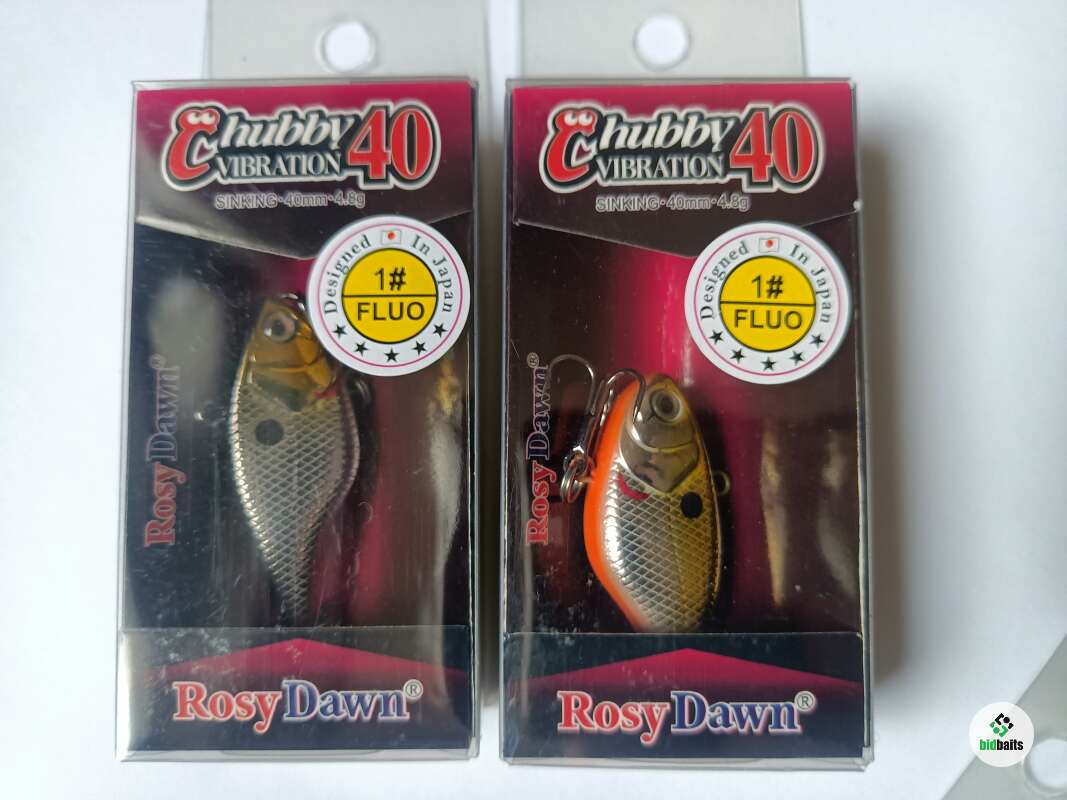 Chubby
VIBRATION 40
SINKING·40mm·4.8g
Designed In Japan
1#
FLUO
Rosy Dawn®
Rosy Dawn®
Chubby
VIBRATION 40
SINKING·40mm·4.8g
Designed In Japan
1#
FLUO
Rosy Dawn®
Rosy Dawn®
bidbaits